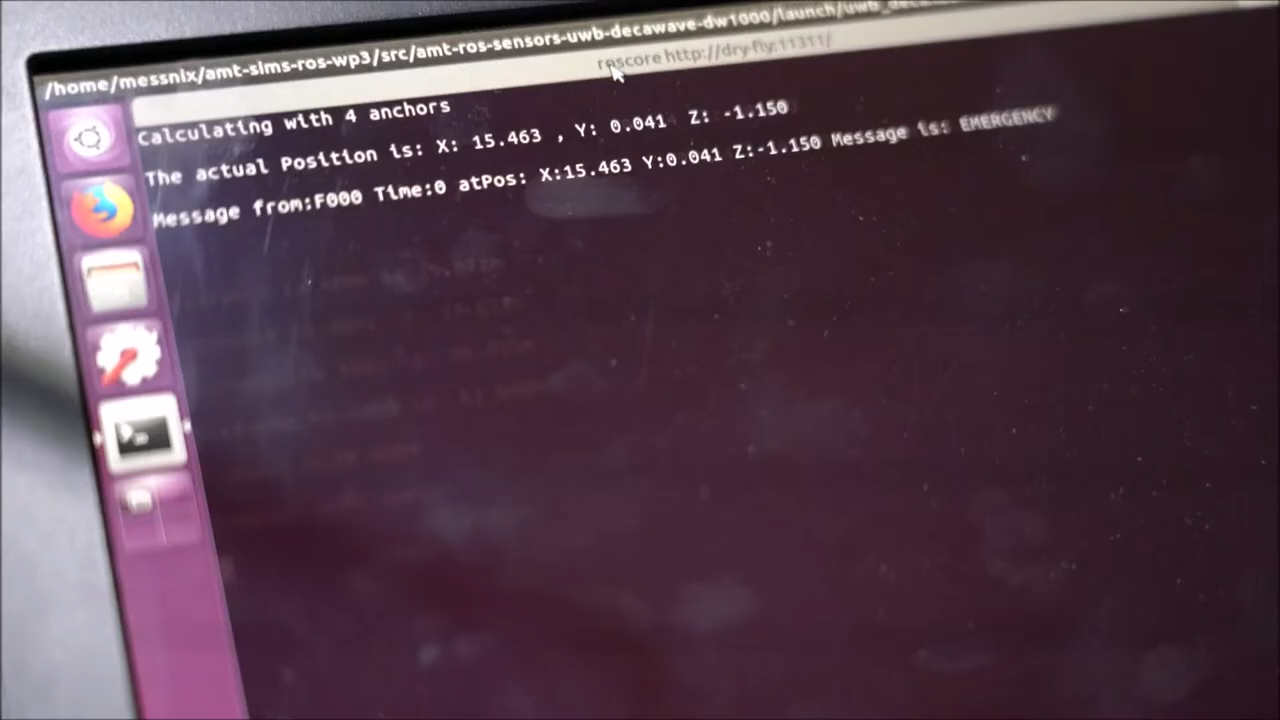 /home/messnix/amt-sims-ros-wp3/src/amt-ros-sensors-uwb-decawave-dw1000/launch/uwb_
roscore http://dry-fly:11311/
Calculating with 4 anchors
The actual Position is: X: 15.463 , Y: 0.041 Z: -1.150
Message from:F000 Time:0 atPos: X:15.463 Y:0.041 Z:-1.150 Message is: EMERGENCY